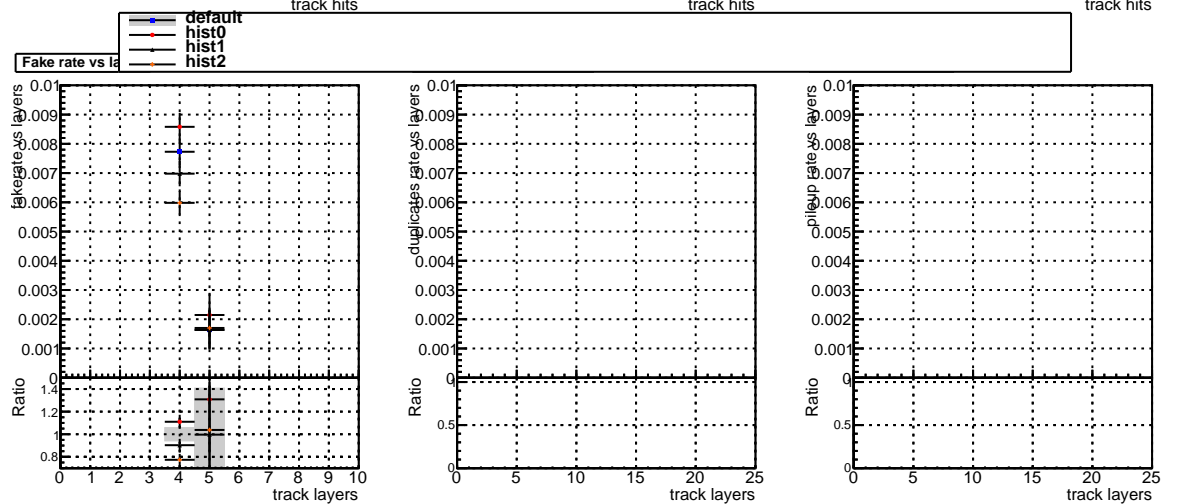 track hits
track hits
track hits
default
hist0
hist1
hist2
Fake rate vs la
fakerate vs layers
0.01
0.009
0.008
0.007
0.006
0.005
0.004
0.003
0.002
0.001
0
Ratio
1.4
1.2
1
0.8
0 1 2 3 4 5 6 7 8 9 10
track layers
duplicates rate vs layers
0.01
0.009
0.008
0.007
0.006
0.005
0.004
0.003
0.002
0.001
0
Ratio
1
0.5
0
0 5 10 15 20 25
track layers
pileup rate vs layers
0.01
0.009
0.008
0.007
0.006
0.005
0.004
0.003
0.002
0.001
0
Ratio
1
0.5
0
0 5 10 15 20 25
track layers